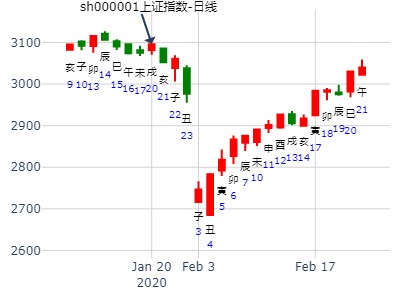 sh000001上证指数-日线
3100
3000
2900
2800
2700
2600
亥
9
子
10
卯
13
辰
14
巳
15
午
16
未
17
戌
20
亥
21
子
22
丑
23
子
3
丑
4
寅
5
卯
6
辰
7
未
10
申
11
酉
12
戌
13
亥
14
寅
17
卯
18
辰
19
巳
20
午
21
Jan 20
2020
Feb 3
Feb 17